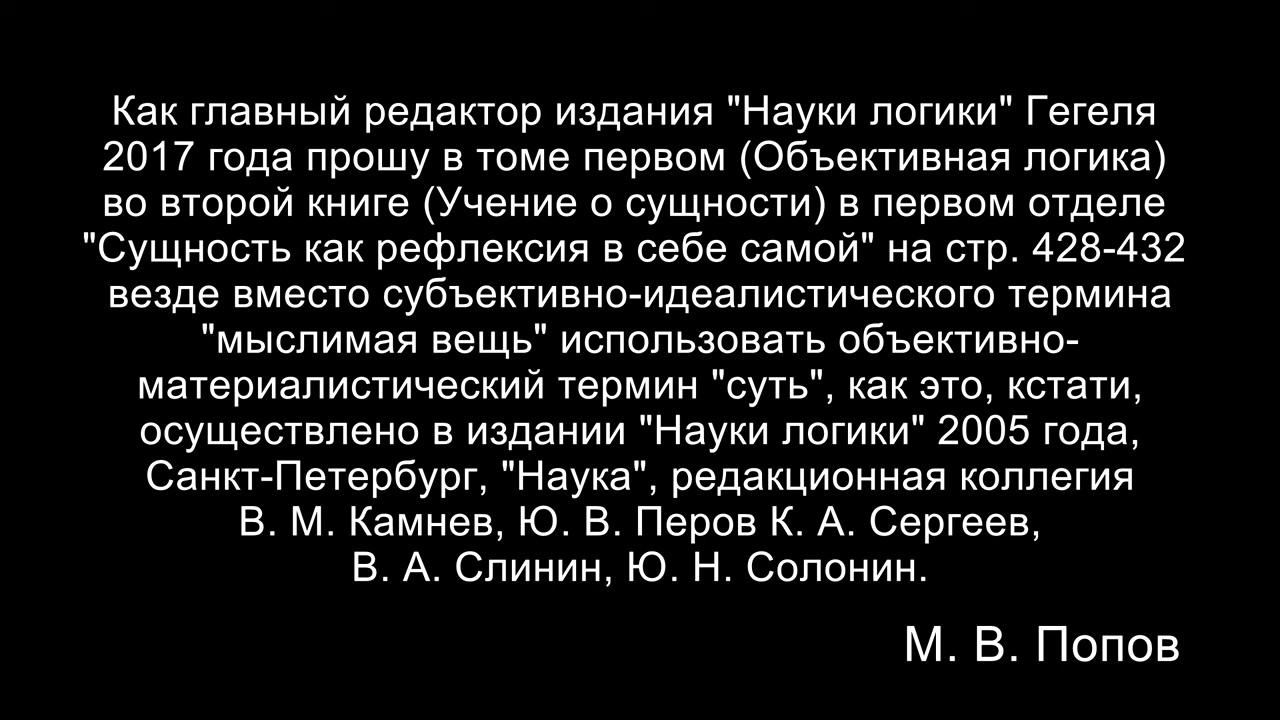 Как главный редактор издания "Науки логики" Гегеля
2017 года прошу в томе первом (Объективная логика)
во второй книге (Учение о сущности) в первом отделе
"Сущность как рефлексия в себе самой" на стр. 428-432
везде вместо субъективно-идеалистического термина
"мыслимая вещь" использовать объективно-
материалистический термин "суть", как это, кстати,
осуществлено в издании "Науки логики" 2005 года,
Санкт-Петербург, "Наука", редакционная коллегия
В. М. Камнев, Ю. В. Перов К. А. Сергеев,
В. А. Слинин, Ю. Н. Солонин.
М. В. Попов